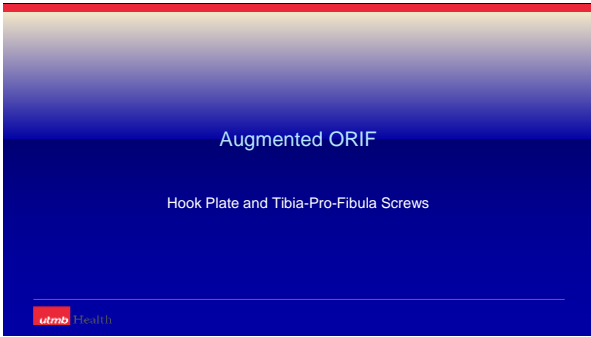 Augmented ORIF
Hook Plate and Tibia-Pro-Fibula Screws
utmb Health